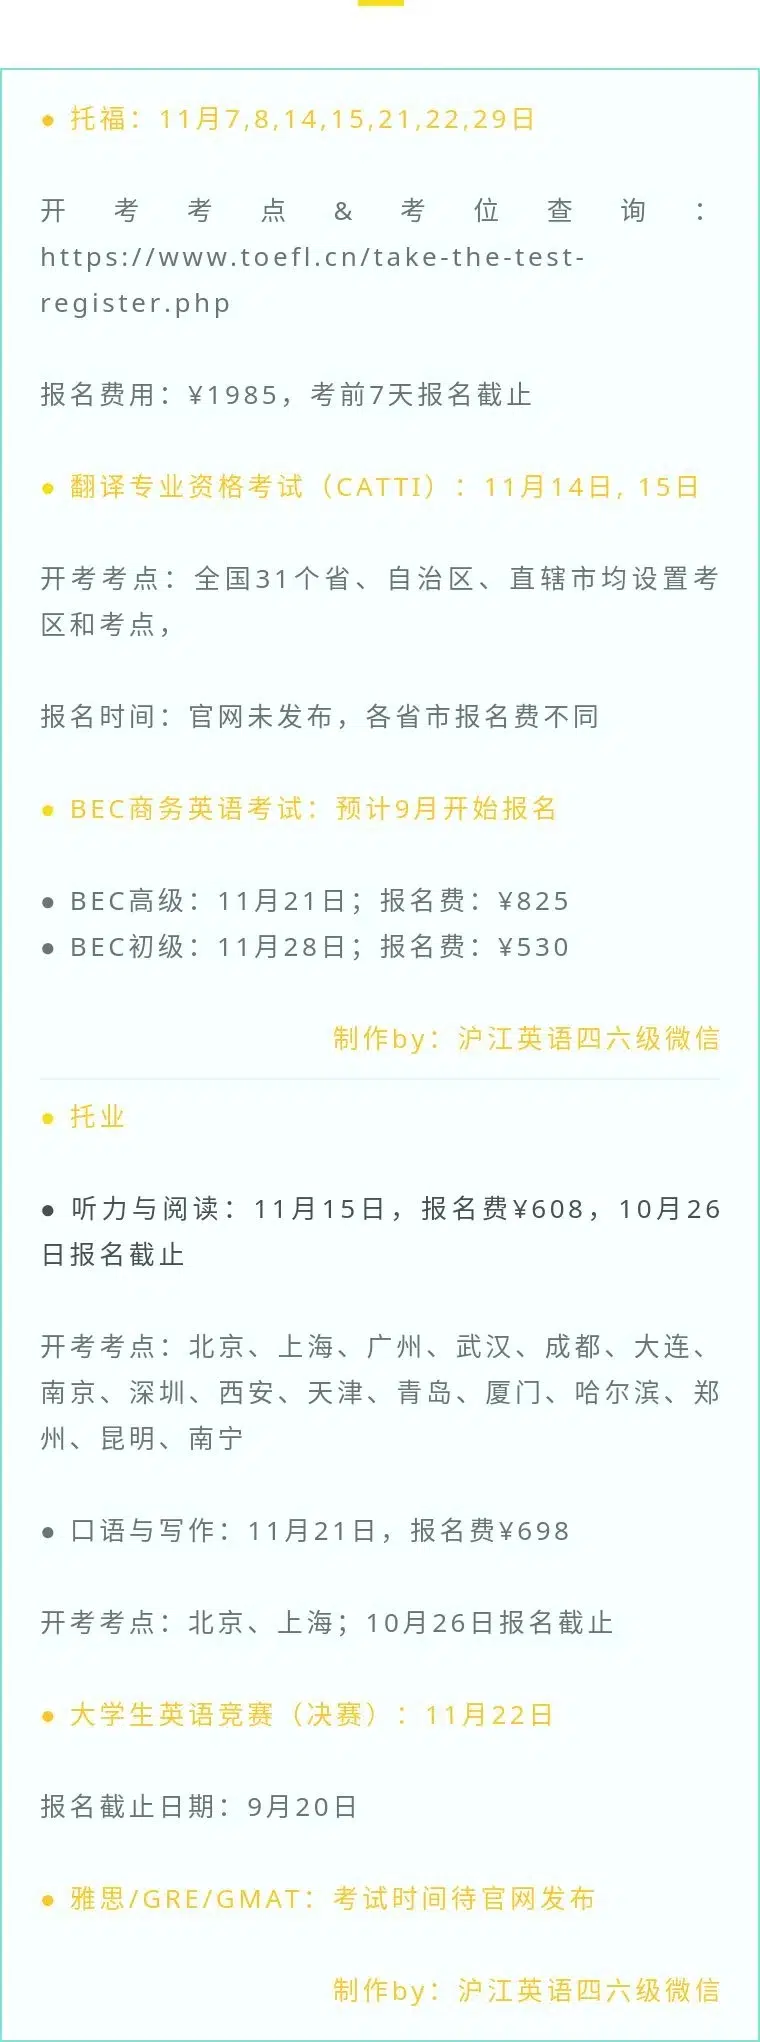 ● 托福：11月7,8,14,15,21,22,29日
开考考点&考位查询：
https://www.toefl.cn/take-the-test-
register.php
报名费用：¥1985，考前7天报名截止
● 翻译专业资格考试（CATTI）：11月14日, 15日
开考考点：全国31个省、自治区、直辖市均设置考
区和考点，
报名时间：官网未发布，各省市报名费不同
● BEC商务英语考试：预计9月开始报名
● BEC高级：11月21日；报名费：¥825
● BEC初级：11月28日；报名费：¥530
制作by：沪江英语四六级微信
● 托业
● 听力与阅读：11月15日，报名费¥608，10月26
日报名截止
开考考点：北京、上海、广州、武汉、成都、大连、
南京、深圳、西安、天津、青岛、厦门、哈尔滨、郑
州、昆明、南宁
● 口语与写作：11月21日，报名费¥698
开考考点：北京、上海；10月26日报名截止
● 大学生英语竞赛（决赛）：11月22日
报名截止日期：9月20日
● 雅思/GRE/GMAT：考试时间待官网发布
制作by：沪江英语四六级微信